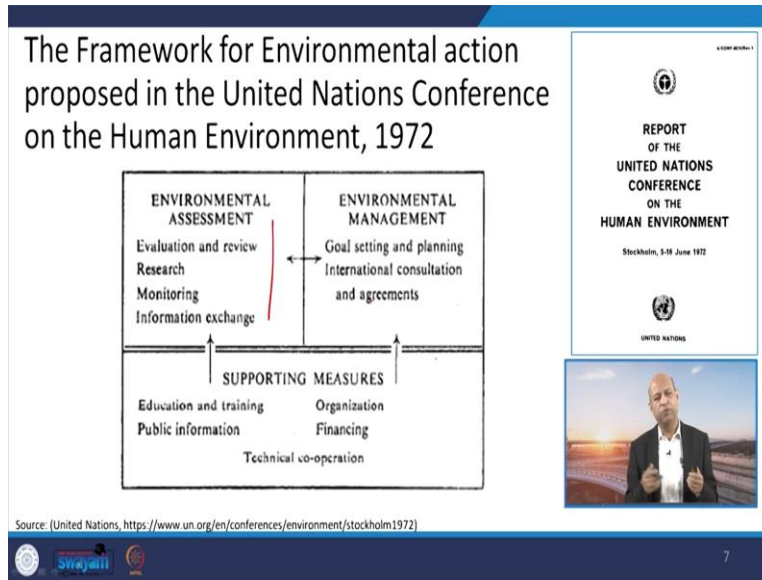 The Framework for Environmental action
proposed in the United Nations Conference
on the Human Environment, 1972
ENVIRONMENTAL
ASSESSMENT
Evaluation and review
Research
Monitoring
Information exchange
ENVIRONMENTAL
MANAGEMENT
Goal setting and planning
International consultation
and agreements
SUPPORTING MEASURES
Education and training
Public information
Organization
Financing
Technical co-operation
REPORT
OF THE
UNITED NATIONS
CONFERENCE
ON THE
HUMAN ENVIRONMENT
Stockholm, 5-16 June 1972
UNITED NATIONS
Source: (United Nations, https://www.un.org/en/conferences/environment/stockholm1972)
swayam
7